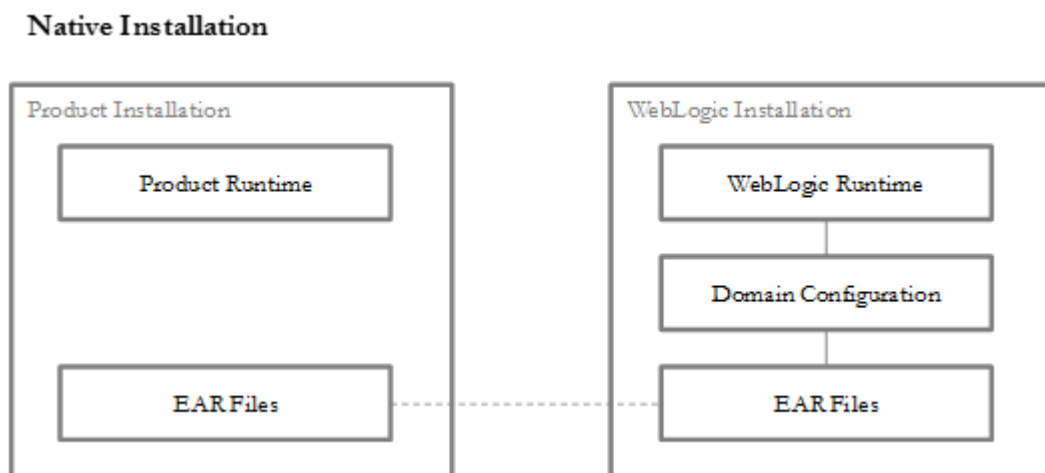 Native Installation
Product Installation
Product Runtime
EAR Files
WebLogic Installation
WebLogic Runtime
Domain Configuration
EAR Files